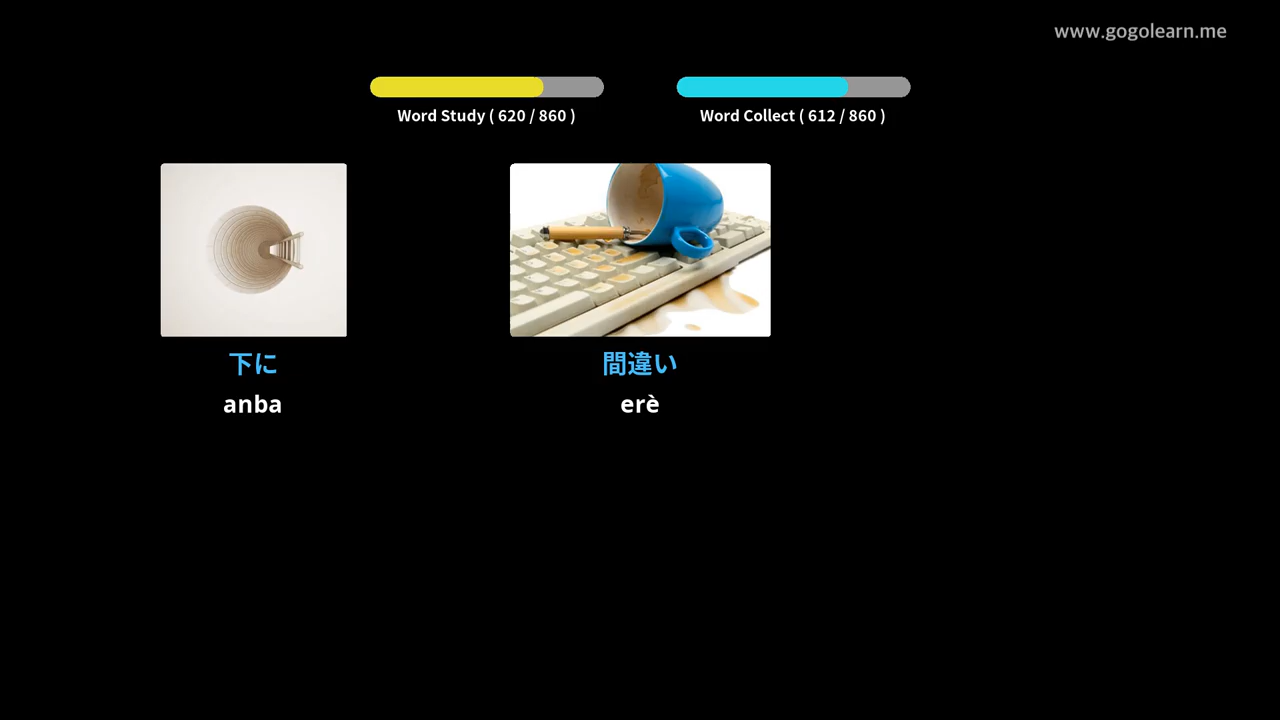 www.gogolearn.me
Word Study ( 620 / 860 )
Word Collect ( 612 / 860 )
下に
anba
間違い
erè